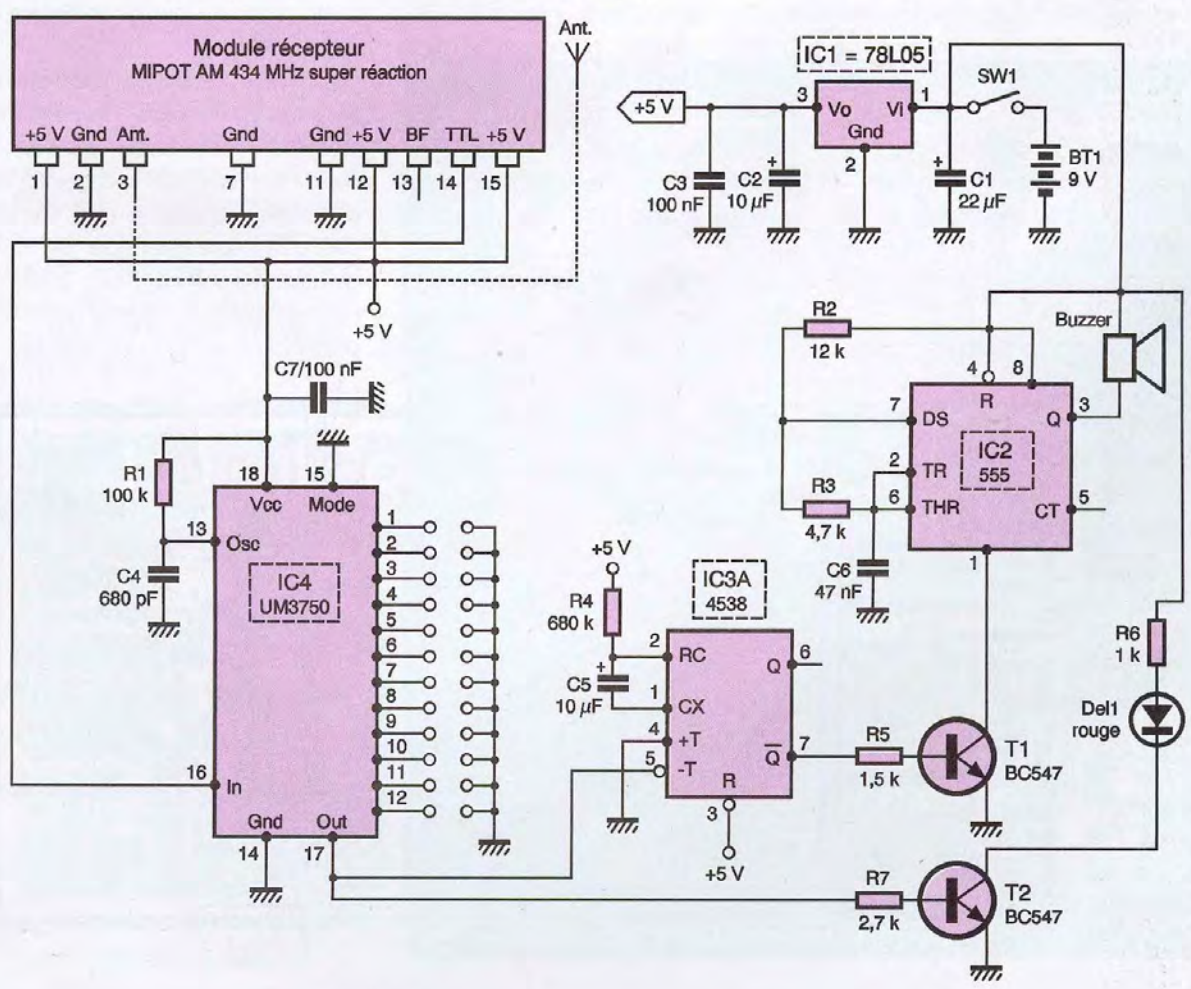 Module récepteur
MIPOT AM 434 MHz super réaction
+5 V Gnd Ant. Gnd Gnd +5 V BF TTL +5 V
1 2 3 7 11 12 13 14 15
Ant.
+5 V
IC1 = 78L05
+5 V
3 Vo Vi 1
Gnd
2
SW1
C3
100 nF
C2
+
10 µF
C1
+
22 µF
BT1
9 V
C7/100 nF
R1
100 k
C4
680 pF
18 15
Vcc Mode
13 Osc
IC4
UM3750
1
2
3
4
5
6
7
8
9
10
11
12
16 In
Gnd Out
14 17
R2
12 k
R3
4,7 k
C6
47 nF
Buzzer
4 8
R
7 DS
Q 3
IC2
555
2 TR
6 THR
CT 5
1
+5 V
R4
680 k
+
C5
10 µF
IC3A
4538
2 RC
Q 6
1 CX
4 +T
5 -T
Q 7
R
3
+5 V
R5
1,5 k
T1
BC547
R7
2,7 k
T2
BC547
R6
1 k
Del1
rouge